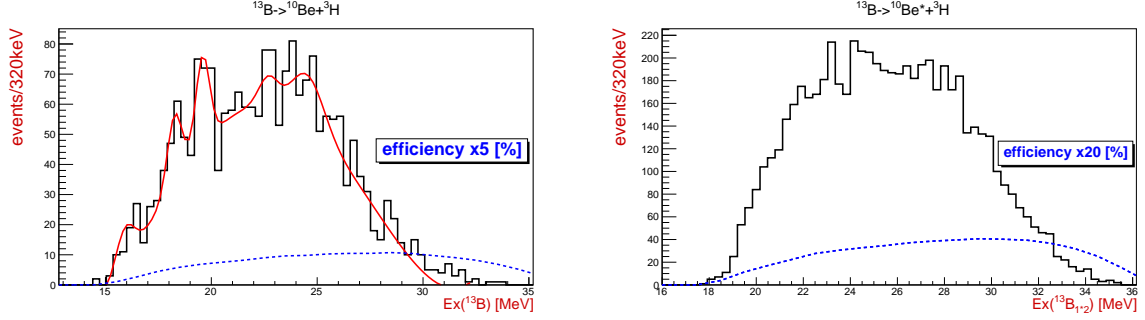 ¹³B->¹⁰Be+³H
events/320keV
80
70
60
50
40
30
20
10
0
efficiency x5 [%]
15 20 25 30 35
Ex(¹³B) [MeV]
¹³B->¹⁰Be*+³H
events/320keV
220
200
180
160
140
120
100
80
60
40
20
0
efficiency x20 [%]
16 18 20 22 24 26 28 30 32 34 36
Ex(¹³B₁*₂) [MeV]